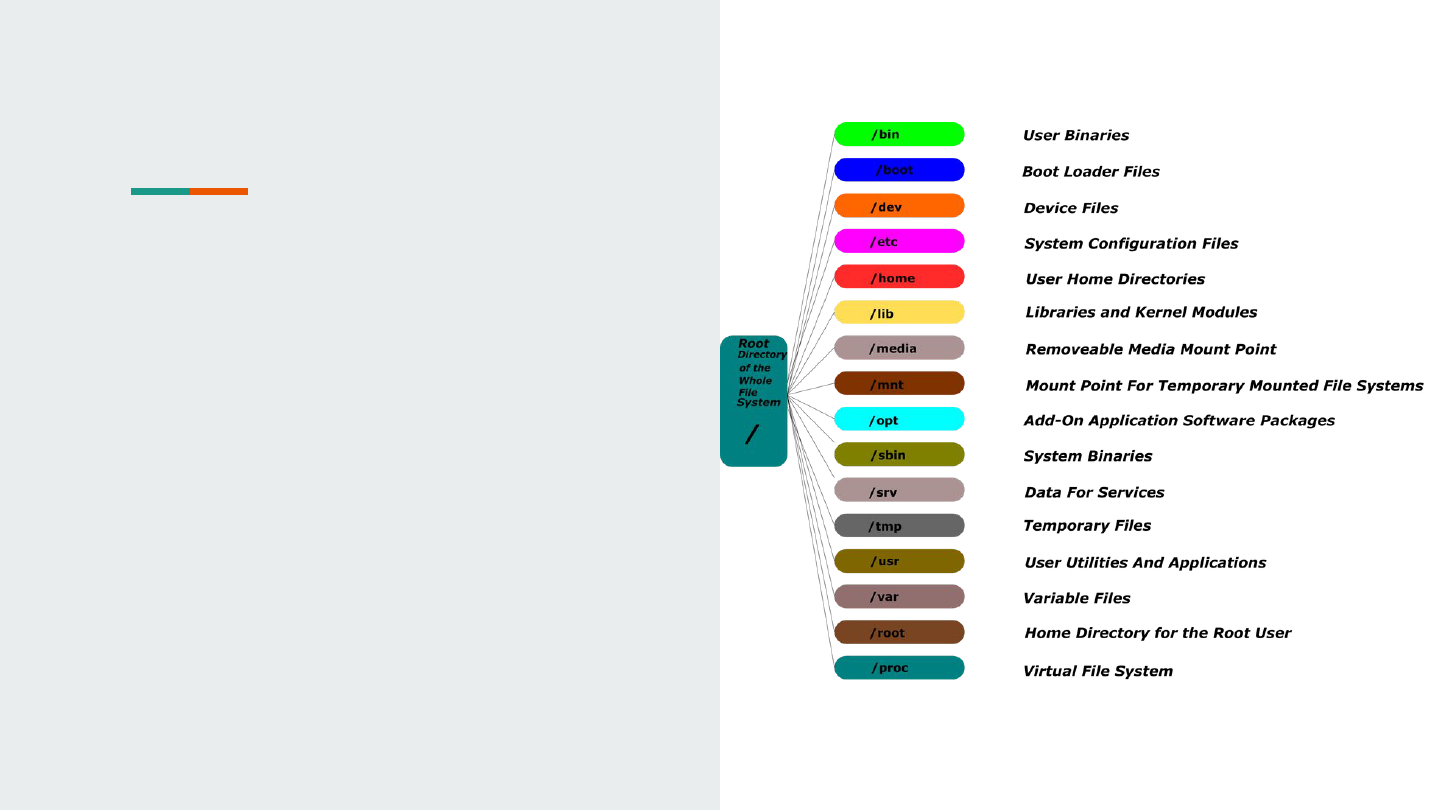 /bin User Binaries
/boot Boot Loader Files
/dev Device Files
/etc System Configuration Files
/home User Home Directories
/lib Libraries and Kernel Modules
Root
Directory
of the
Whole
File
System
/
/media Removeable Media Mount Point
/mnt Mount Point For Temporary Mounted File Systems
/opt Add-On Application Software Packages
/sbin System Binaries
/srv Data For Services
/tmp Temporary Files
/usr User Utilities And Applications
/var Variable Files
/root Home Directory for the Root User
/proc Virtual File System